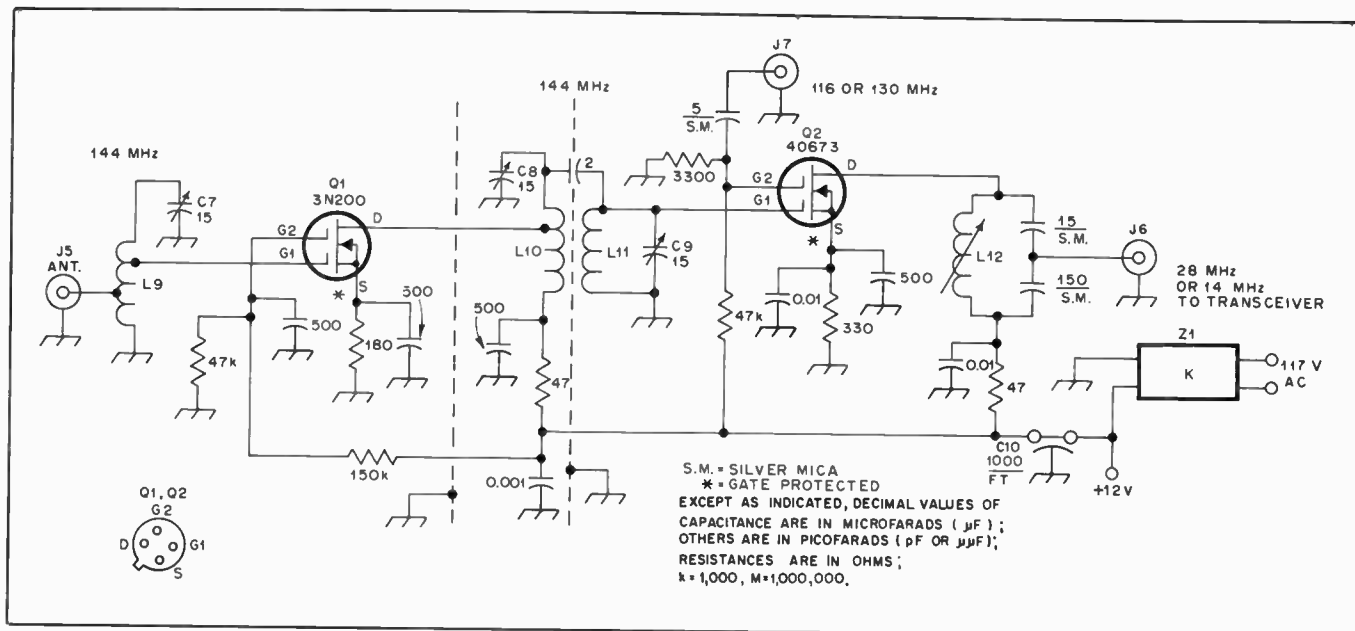 J7
144 MHz
116 OR 130 MHz
5
S.M.
Q2
40673
144 MHz
C8
15
2
3300
G2
G1
D
S
*
C7
15
Q1
3N200
D
G2
G1
S
*
L10
L11
C9
15
J5
ANT.
L9
500
500
180
47k
500
47
0.01
500
47k
330
L12
15
S.M.
150
S.M.
J6
28 MHz
OR 14 MHz
TO TRANSCEIVER
0.01
47
Z1
K
117 V
AC
150k
0.001
C10
1000
FT
+12V
S.M. = SILVER MICA
* = GATE PROTECTED
EXCEPT AS INDICATED, DECIMAL VALUES OF
CAPACITANCE ARE IN MICROFARADS ( µF ) ;
OTHERS ARE IN PICOFARADS ( pF OR µµF);
RESISTANCES ARE IN OHMS ;
k = 1,000, M=1,000,000.
Q1, Q2
G2
D
G1
S